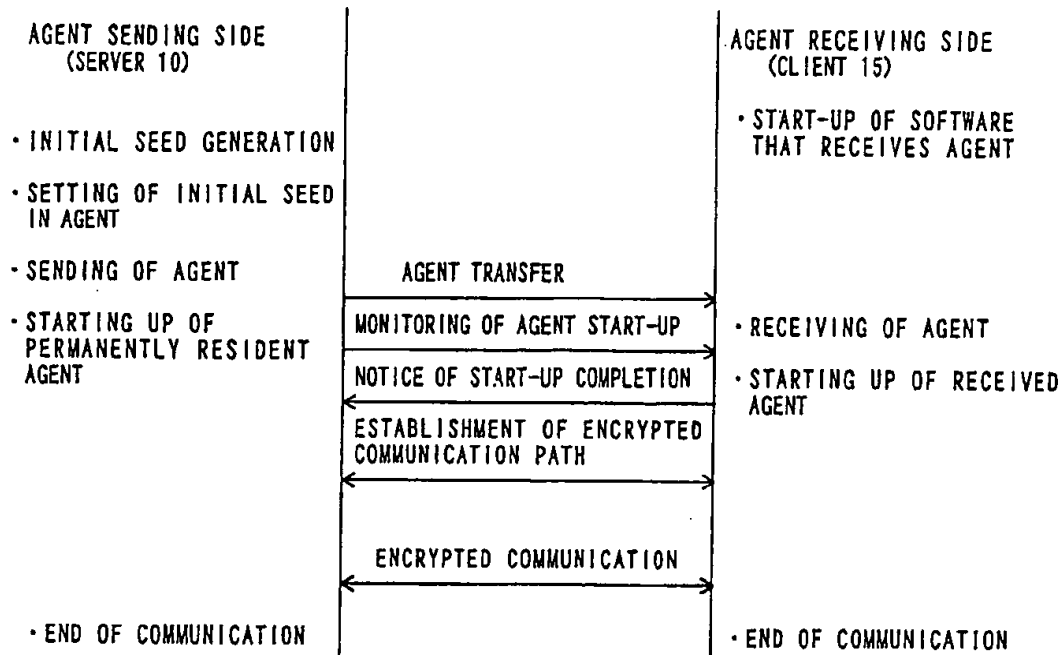 AGENT SENDING SIDE
(SERVER 10)
・INITIAL SEED GENERATION
・SETTING OF INITIAL SEED
IN AGENT
・SENDING OF AGENT
・STARTING UP OF
PERMANENTLY RESIDENT
AGENT
・END OF COMMUNICATION
AGENT TRANSFER
MONITORING OF AGENT START-UP
NOTICE OF START-UP COMPLETION
ESTABLISHMENT OF ENCRYPTED
COMMUNICATION PATH
ENCRYPTED COMMUNICATION
AGENT RECEIVING SIDE
(CLIENT 15)
・START-UP OF SOFTWARE
THAT RECEIVES AGENT
・RECEIVING OF AGENT
・STARTING UP OF RECEIVED
AGENT
・END OF COMMUNICATION